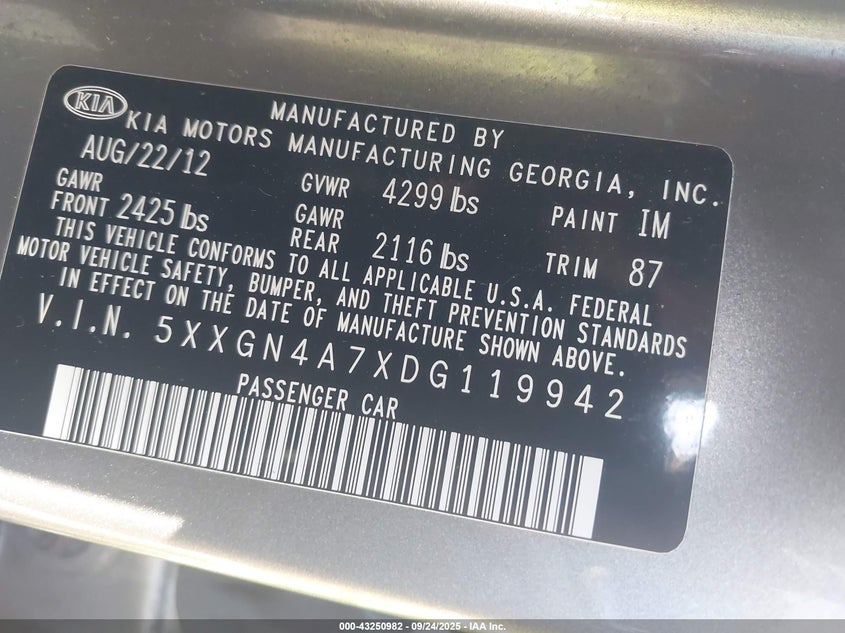 KIA
MANUFACTURED BY
KIA MOTORS MANUFACTURING GEORGIA, INC.
AUG/22/12 GVWR 4299 lbs PAINT IM
GAWR FRONT 2425 lbs GAWR REAR 2116 lbs TRIM 87
THIS VEHICLE CONFORMS TO ALL APPLICABLE U.S.A. FEDERAL
MOTOR VEHICLE SAFETY, BUMPER, AND THEFT PREVENTION STANDARDS
IN EFFECT ON THE DATE OF MANUFACTURE SHOWN ABOVE.
V.I.N. 5XXGN4A7XDG119942
PASSENGER CAR
000-43250982 - 09/24/2025 - IAA Inc.